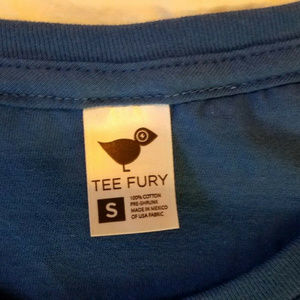 TEE FURY
S
100% COTTON
PRE-SHRUNK
MADE IN MEXICO
OF USA FABRIC